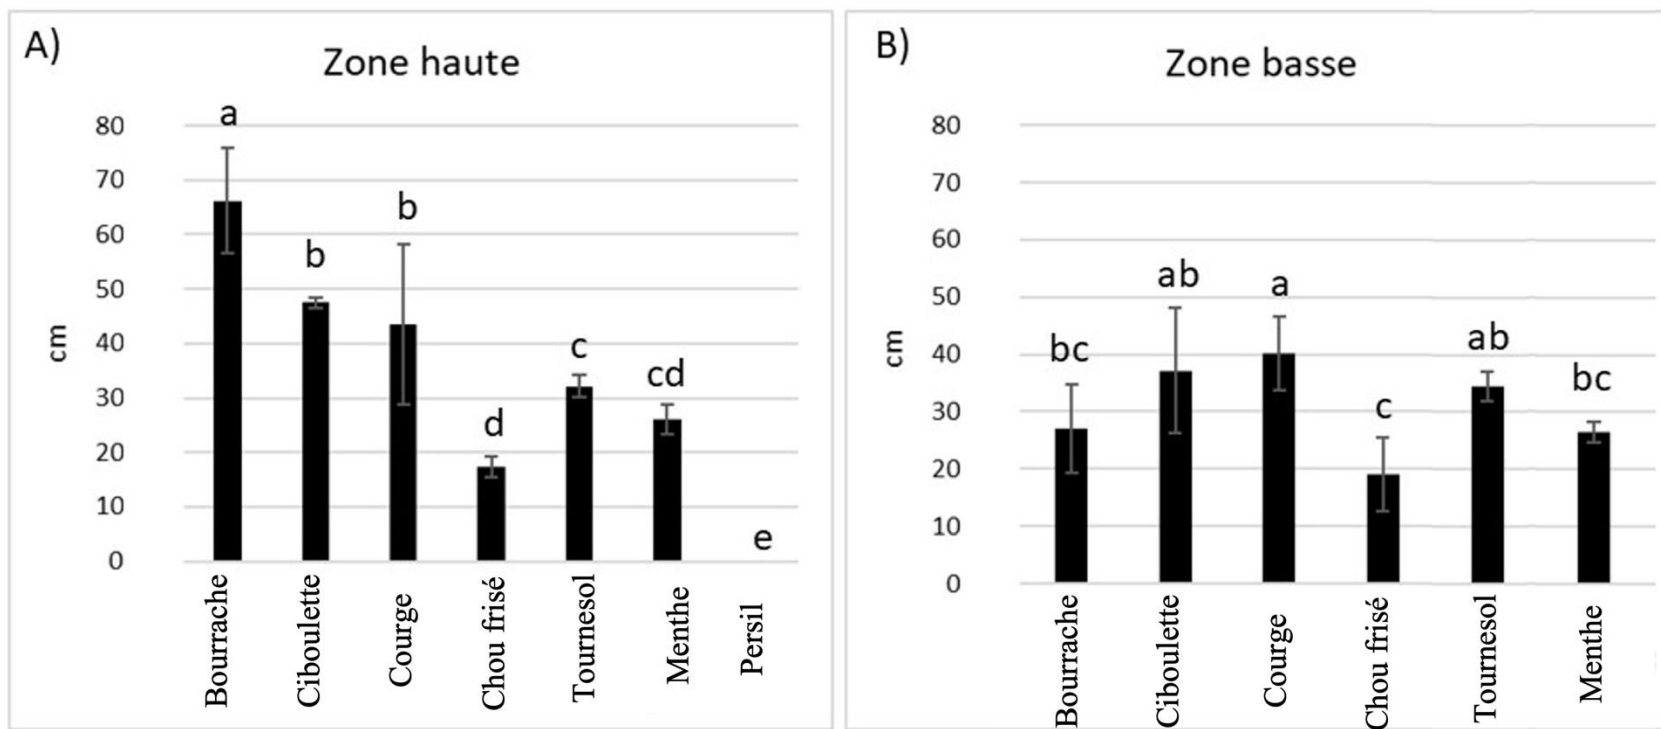 A)
Zone haute
80
70
60
50
40
30
20
10
0
cm
a
b
b
d
c
cd
e
Bourrache
Ciboulette
Courge
Chou frisé
Tournesol
Menthe
Persil
B)
Zone basse
80
70
60
50
40
30
20
10
0
cm
bc
ab
a
c
ab
bc
Bourrache
Ciboulette
Courge
Chou frisé
Tournesol
Menthe